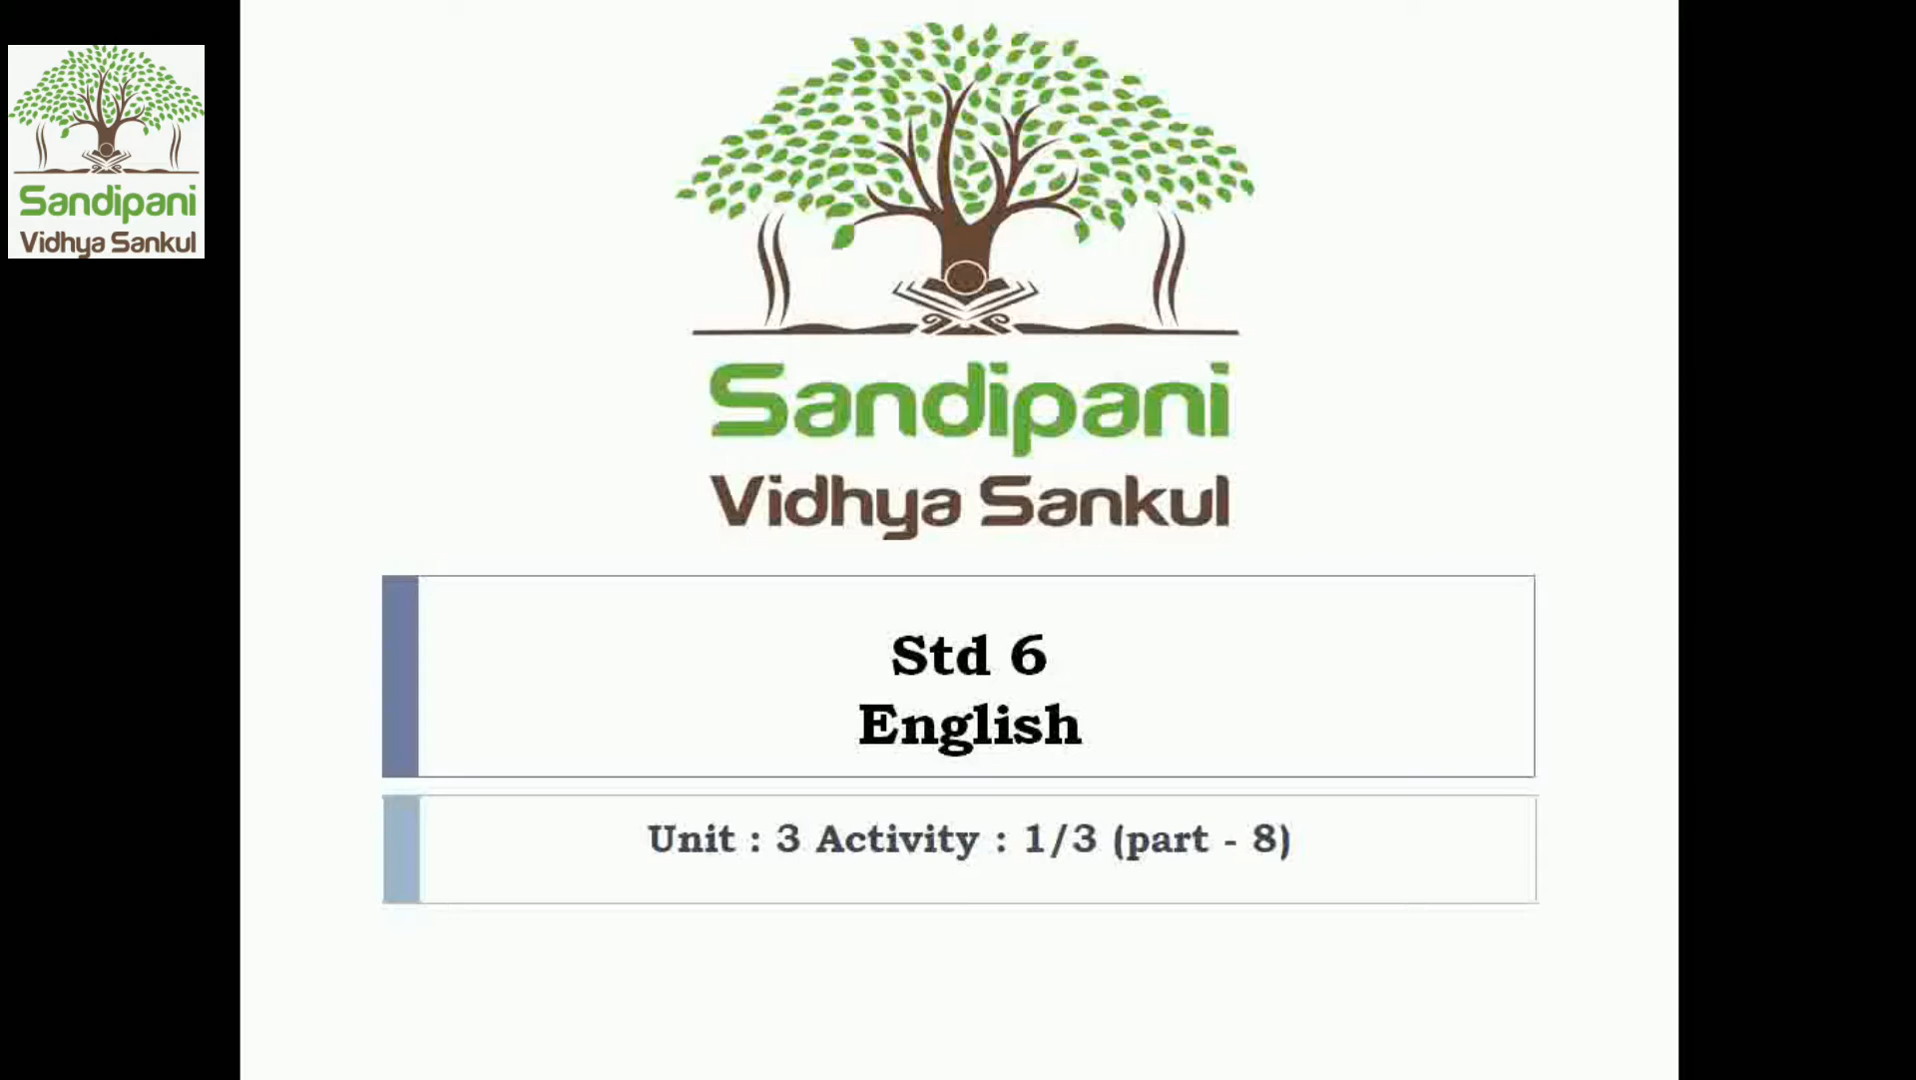 Sandipani
Vidhya Sankul
Sandipani
Vidhya Sankul
Std 6
English
Unit : 3 Activity : 1/3 (part - 8)